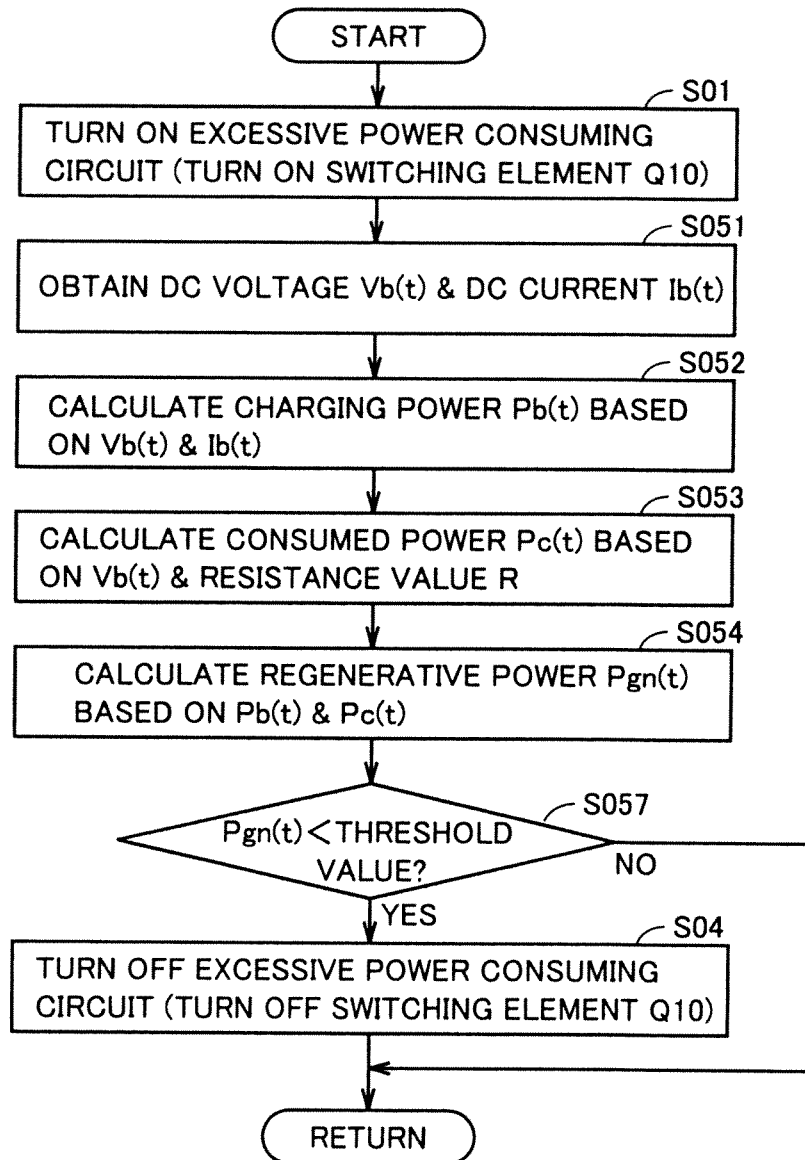 START
S01
TURN ON EXCESSIVE POWER CONSUMING
CIRCUIT (TURN ON SWITCHING ELEMENT Q10)
S051
OBTAIN DC VOLTAGE Vb(t) & DC CURRENT Ib(t)
S052
CALCULATE CHARGING POWER Pb(t) BASED
ON Vb(t) & Ib(t)
S053
CALCULATE CONSUMED POWER Pc(t) BASED
ON Vb(t) & RESISTANCE VALUE R
S054
CALCULATE REGENERATIVE POWER Pgn(t)
BASED ON Pb(t) & Pc(t)
S057
Pgn(t)<THRESHOLD
VALUE?
NO
YES
S04
TURN OFF EXCESSIVE POWER CONSUMING
CIRCUIT (TURN OFF SWITCHING ELEMENT Q10)
RETURN